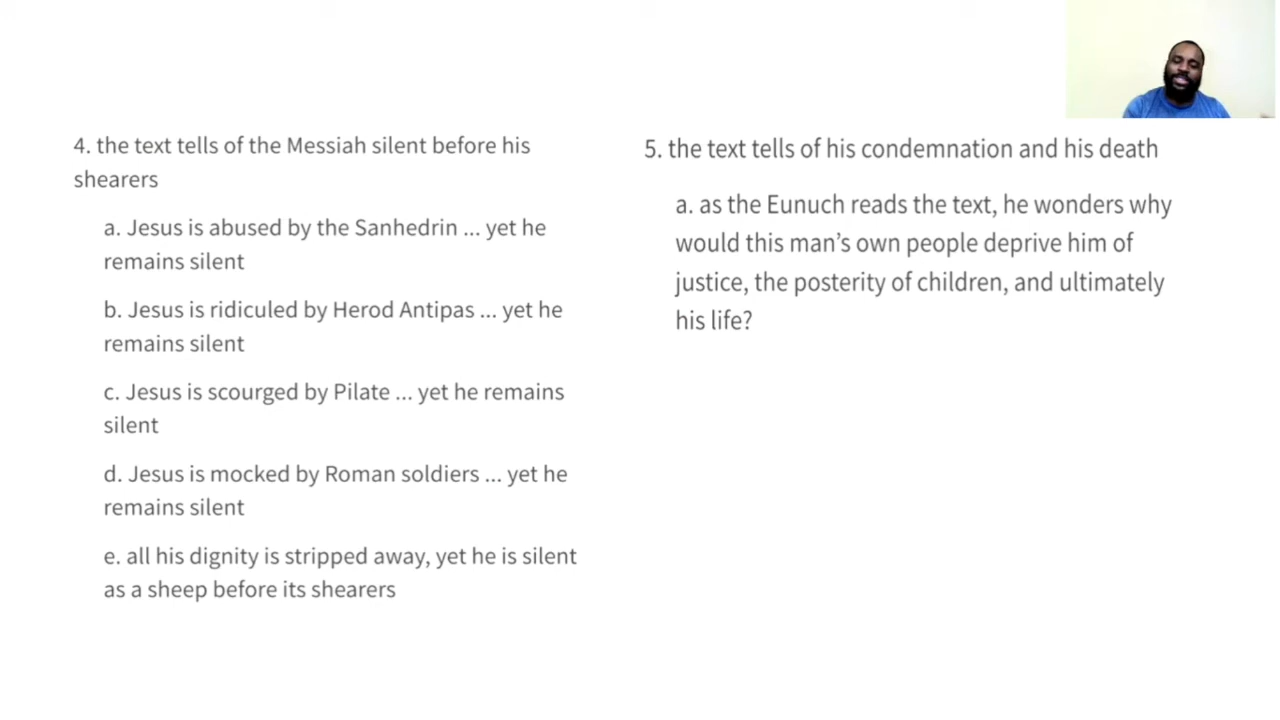 4. the text tells of the Messiah silent before his
shearers
a. Jesus is abused by the Sanhedrin ... yet he
remains silent
b. Jesus is ridiculed by Herod Antipas ... yet he
remains silent
c. Jesus is scourged by Pilate ... yet he remains
silent
d. Jesus is mocked by Roman soldiers ... yet he
remains silent
e. all his dignity is stripped away, yet he is silent
as a sheep before its shearers
5. the text tells of his condemnation and his death
a. as the Eunuch reads the text, he wonders why
would this man’s own people deprive him of
justice, the posterity of children, and ultimately
his life?